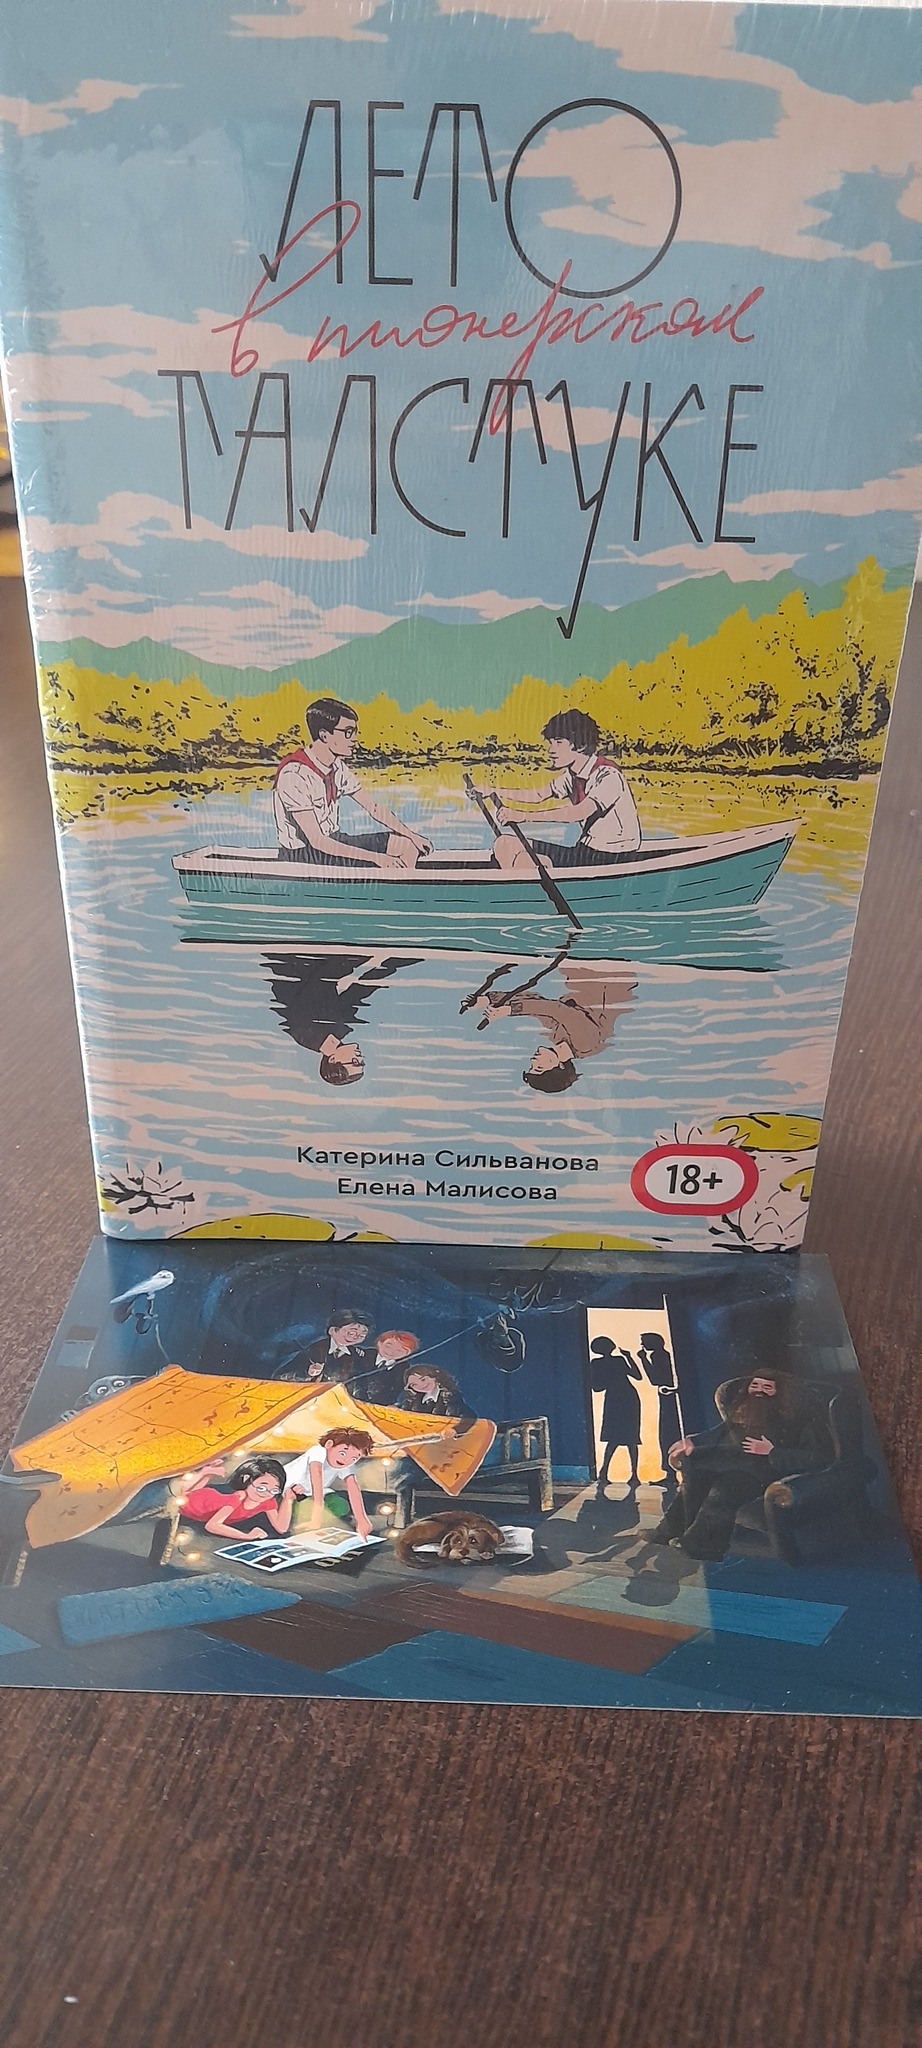 ЛЕТО
в пионерском
ГАЛСТУКЕ
Катерина Сильванова
Елена Малисова
18+